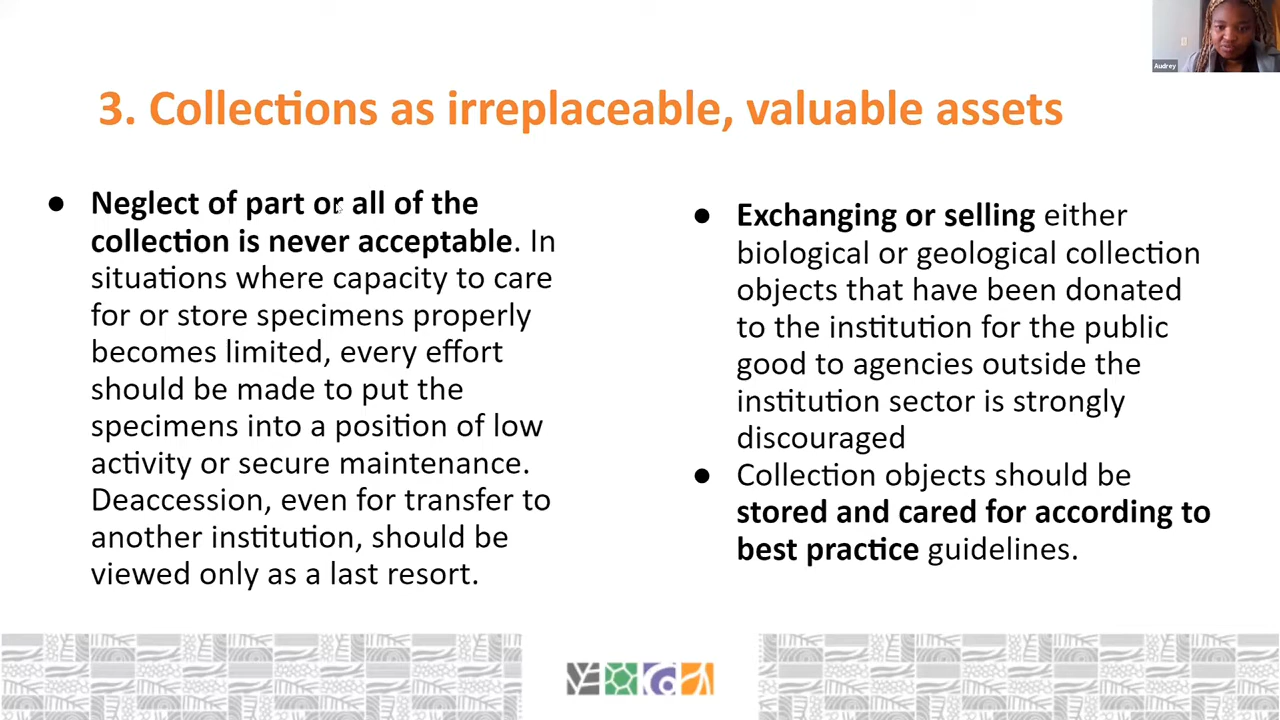 Audrey
3. Collections as irreplaceable, valuable assets
● Neglect of part or all of the
collection is never acceptable. In
situations where capacity to care
for or store specimens properly
becomes limited, every effort
should be made to put the
specimens into a position of low
activity or secure maintenance.
Deaccession, even for transfer to
another institution, should be
viewed only as a last resort.
● Exchanging or selling either
biological or geological collection
objects that have been donated
to the institution for the public
good to agencies outside the
institution sector is strongly
discouraged
● Collection objects should be
stored and cared for according to
best practice guidelines.